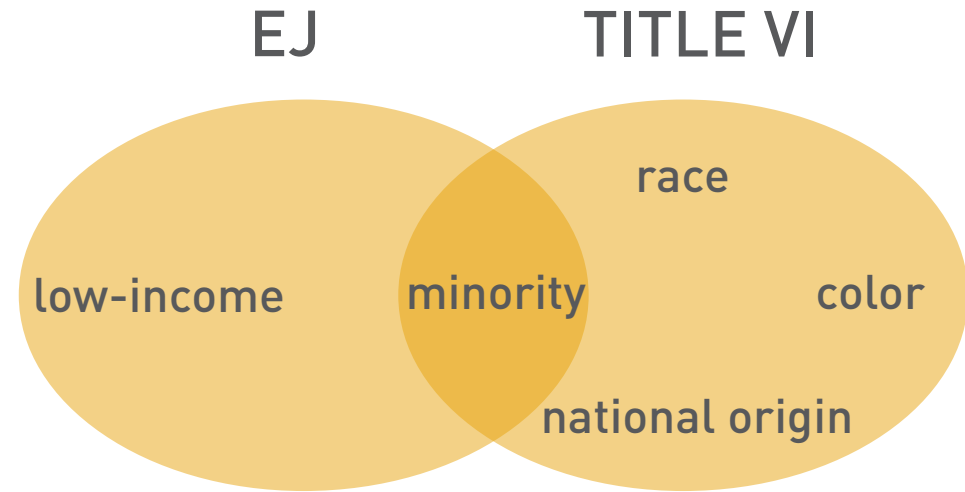 EJ
TITLE VI
race
low-income
minority
color
national origin